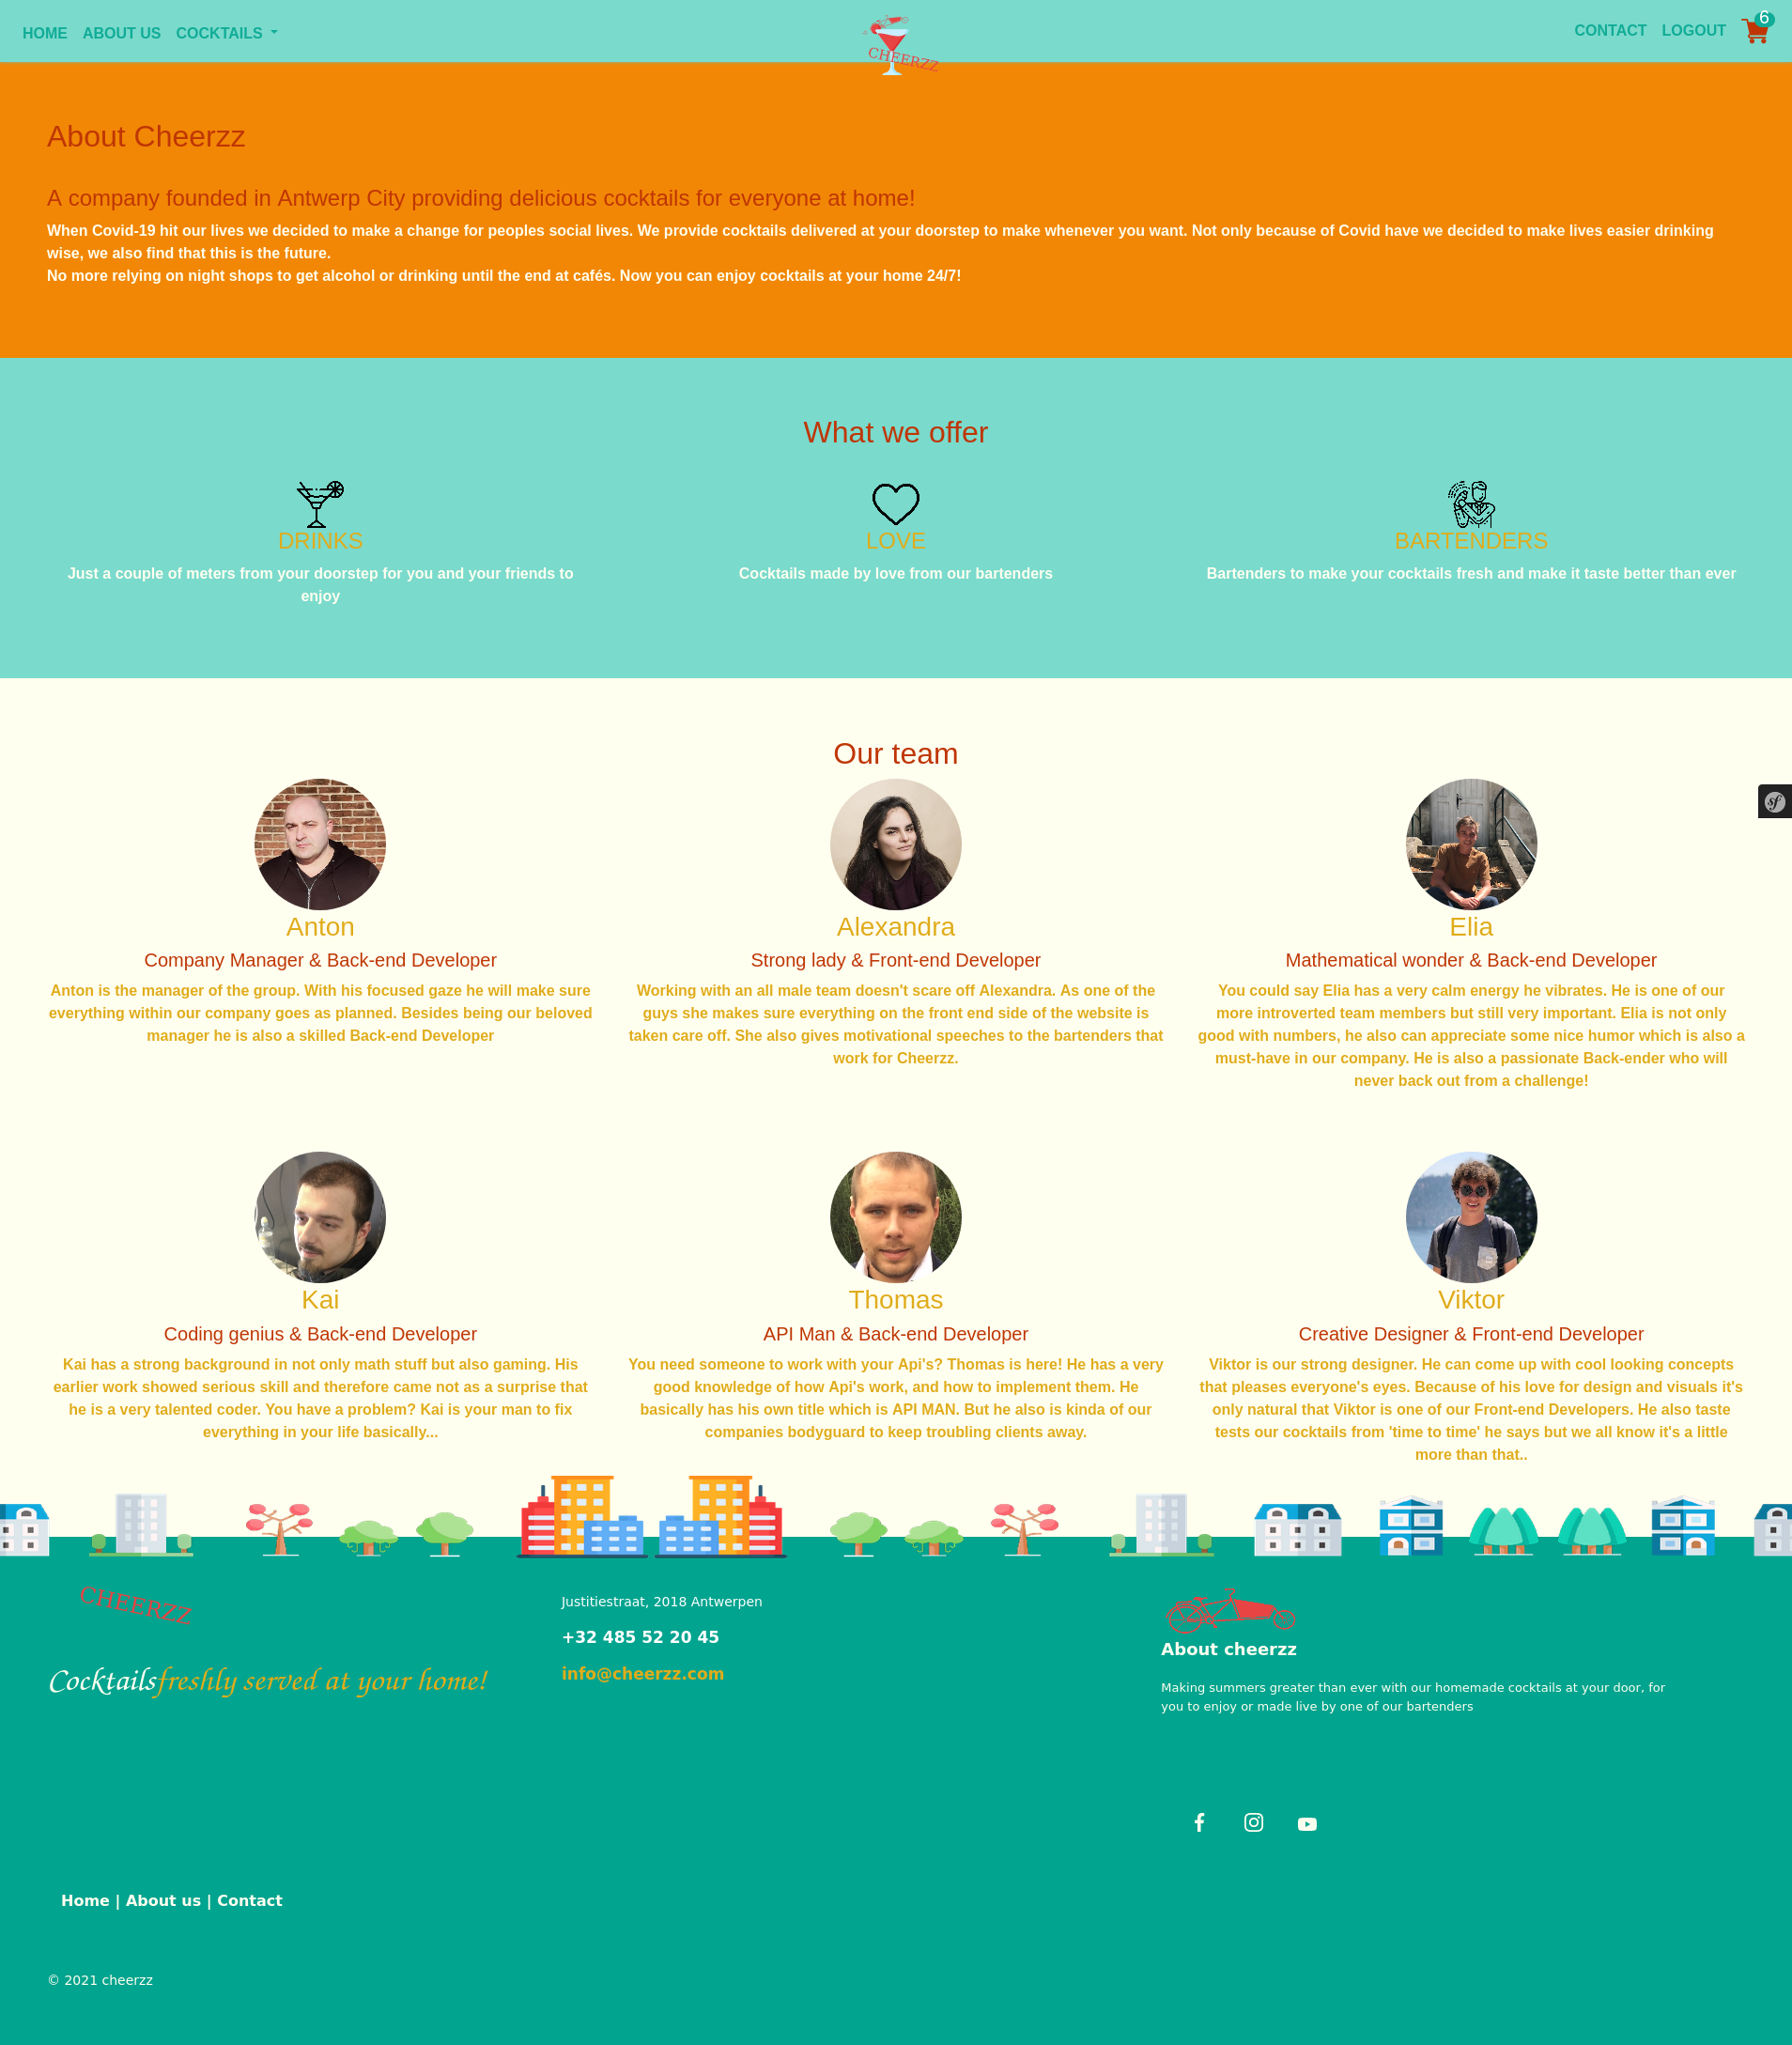 HOME ABOUT US COCKTAILS
CHEERZZ
CONTACT LOGOUT 6
About Cheerzz
A company founded in Antwerp City providing delicious cocktails for everyone at home!
When Covid-19 hit our lives we decided to make a change for peoples social lives. We provide cocktails delivered at your doorstep to make whenever you want. Not only because of Covid have we decided to make lives easier drinking
wise, we also find that this is the future.
No more relying on night shops to get alcohol or drinking until the end at cafés. Now you can enjoy cocktails at your home 24/7!
What we offer
DRINKS
Just a couple of meters from your doorstep for you and your friends to
enjoy
LOVE
Cocktails made by love from our bartenders
BARTENDERS
Bartenders to make your cocktails fresh and make it taste better than ever
Our team
sf
Anton
Company Manager & Back-end Developer
Anton is the manager of the group. With his focused gaze he will make sure
everything within our company goes as planned. Besides being our beloved
manager he is also a skilled Back-end Developer
Alexandra
Strong lady & Front-end Developer
Working with an all male team doesn't scare off Alexandra. As one of the
guys she makes sure everything on the front end side of the website is
taken care off. She also gives motivational speeches to the bartenders that
work for Cheerzz.
Elia
Mathematical wonder & Back-end Developer
You could say Elia has a very calm energy he vibrates. He is one of our
more introverted team members but still very important. Elia is not only
good with numbers, he also can appreciate some nice humor which is also a
must-have in our company. He is also a passionate Back-ender who will
never back out from a challenge!
Kai
Coding genius & Back-end Developer
Kai has a strong background in not only math stuff but also gaming. His
earlier work showed serious skill and therefore came not as a surprise that
he is a very talented coder. You have a problem? Kai is your man to fix
everything in your life basically...
Thomas
API Man & Back-end Developer
You need someone to work with your Api's? Thomas is here! He has a very
good knowledge of how Api's work, and how to implement them. He
basically has his own title which is API MAN. But he also is kinda of our
companies bodyguard to keep troubling clients away.
Viktor
Creative Designer & Front-end Developer
Viktor is our strong designer. He can come up with cool looking concepts
that pleases everyone's eyes. Because of his love for design and visuals it's
only natural that Viktor is one of our Front-end Developers. He also taste
tests our cocktails from 'time to time' he says but we all know it's a little
more than that..
CHEERZZ
Cocktailsfreshly served at your home!
Justitiestraat, 2018 Antwerpen
+32 485 52 20 45
info@cheerzz.com
About cheerzz
Making summers greater than ever with our homemade cocktails at your door, for
you to enjoy or made live by one of our bartenders
Home | About us | Contact
© 2021 cheerzz